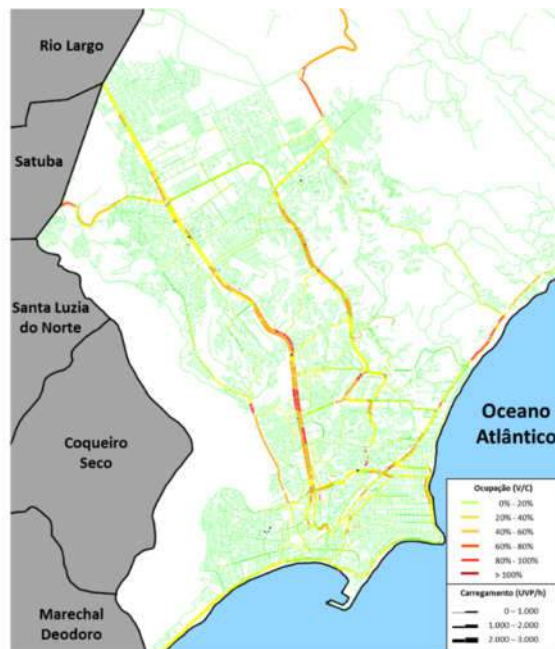 Rio Largo
Satuba
Santa Luzia
do Norte
Coqueiro
Seco
Marechal
Deodoro
Oceano
Atlântico
Ocupação (V/C)
0% - 20%
20% - 40%
40% - 60%
60% - 80%
80% - 100%
> 100%
Carregamento (UVP/h)
0 – 1.000
1.000 - 2.000
2.000 – 3.000